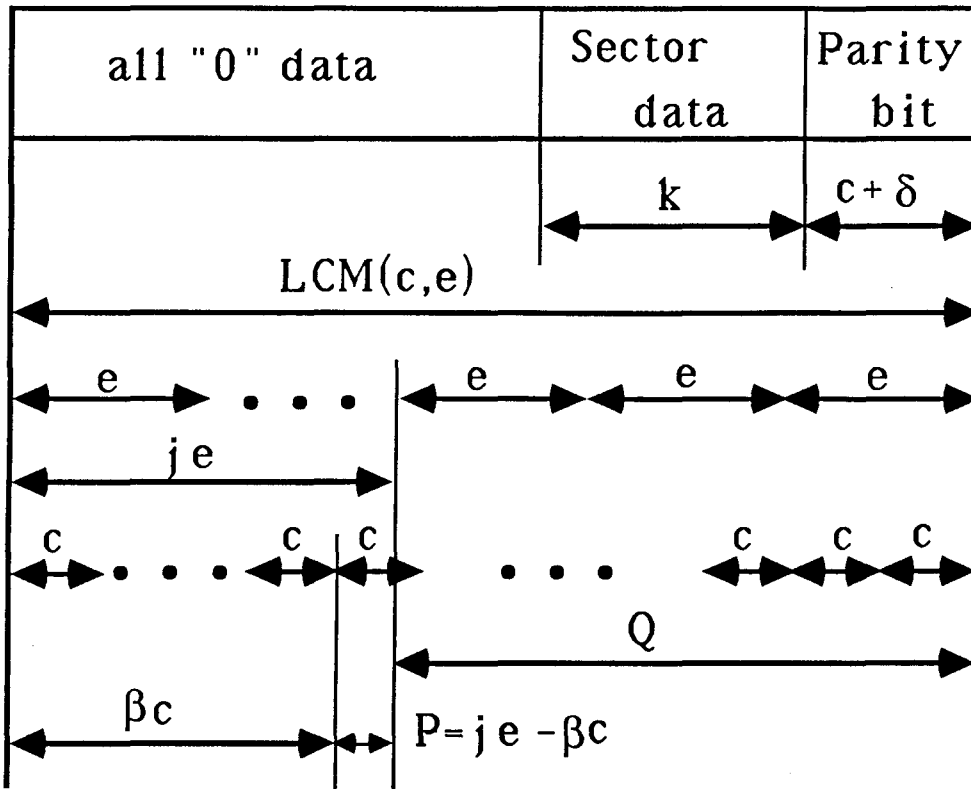 all "0" data
Sector data
Parity bit
k
c+ δ
LCM(c,e)
e • • • e e e
je
c • • • c c • • • c c c
Q
βc
P= je -βc